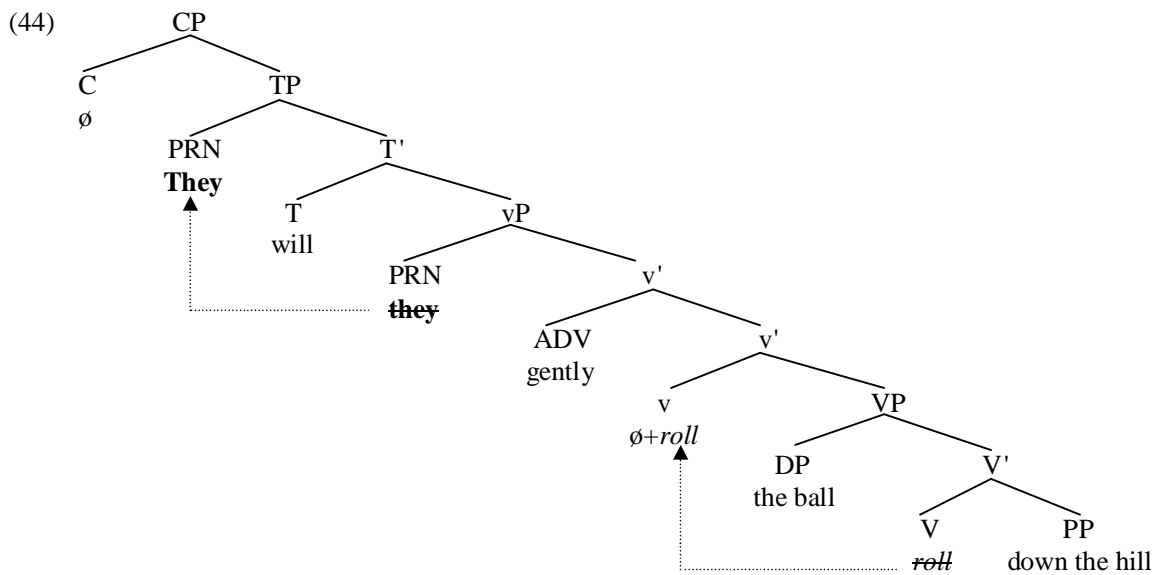 (44) CP
C TP
ø
PRN T'
They
T vP
will
PRN v'
they
ADV v'
gently
v VP
ø+roll
DP V'
the ball
V PP
roll down the hill